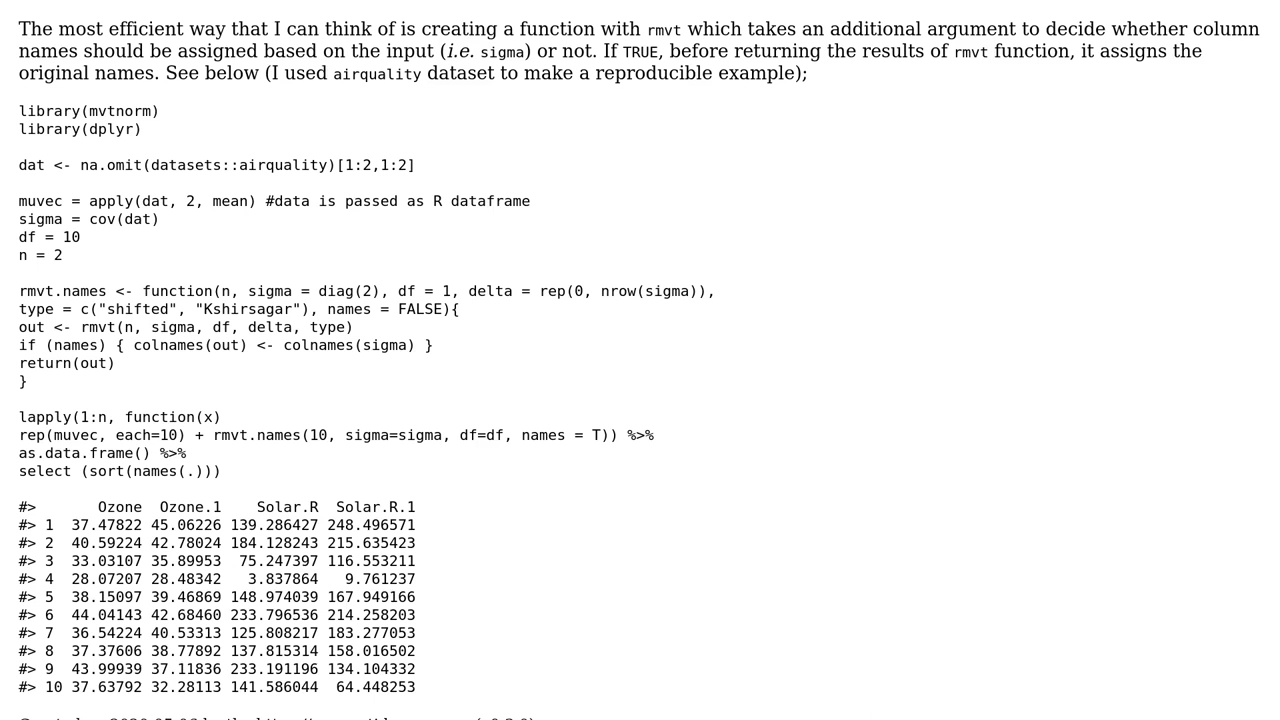 The most efficient way that I can think of is creating a function with rmvt which takes an additional argument to decide whether column
names should be assigned based on the input (i.e. sigma) or not. If TRUE, before returning the results of rmvt function, it assigns the
original names. See below (I used airquality dataset to make a reproducible example);
library(mvtnorm)
library(dplyr)
dat <- na.omit(datasets::airquality)[1:2,1:2]
muvec = apply(dat, 2, mean) #data is passed as R dataframe
sigma = cov(dat)
df = 10
n = 2
rmvt.names <- function(n, sigma = diag(2), df = 1, delta = rep(0, nrow(sigma)),
type = c("shifted", "Kshirsagar"), names = FALSE){
out <- rmvt(n, sigma, df, delta, type)
if (names) { colnames(out) <- colnames(sigma) }
return(out)
}
lapply(1:n, function(x)
rep(muvec, each=10) + rmvt.names(10, sigma=sigma, df=df, names = T)) %>%
as.data.frame() %>%
select (sort(names(.)))
#>       Ozone  Ozone.1    Solar.R  Solar.R.1
#> 1  37.47822 45.06226 139.286427 248.496571
#> 2  40.59224 42.78024 184.128243 215.635423
#> 3  33.03107 35.89953  75.247397 116.553211
#> 4  28.07207 28.48342   3.837864   9.761237
#> 5  38.15097 39.46869 148.974039 167.949166
#> 6  44.04143 42.68460 233.796536 214.258203
#> 7  36.54224 40.53313 125.808217 183.277053
#> 8  37.37606 38.77892 137.815314 158.016502
#> 9  43.99939 37.11836 233.191196 134.104332
#> 10 37.63792 32.28113 141.586044  64.448253